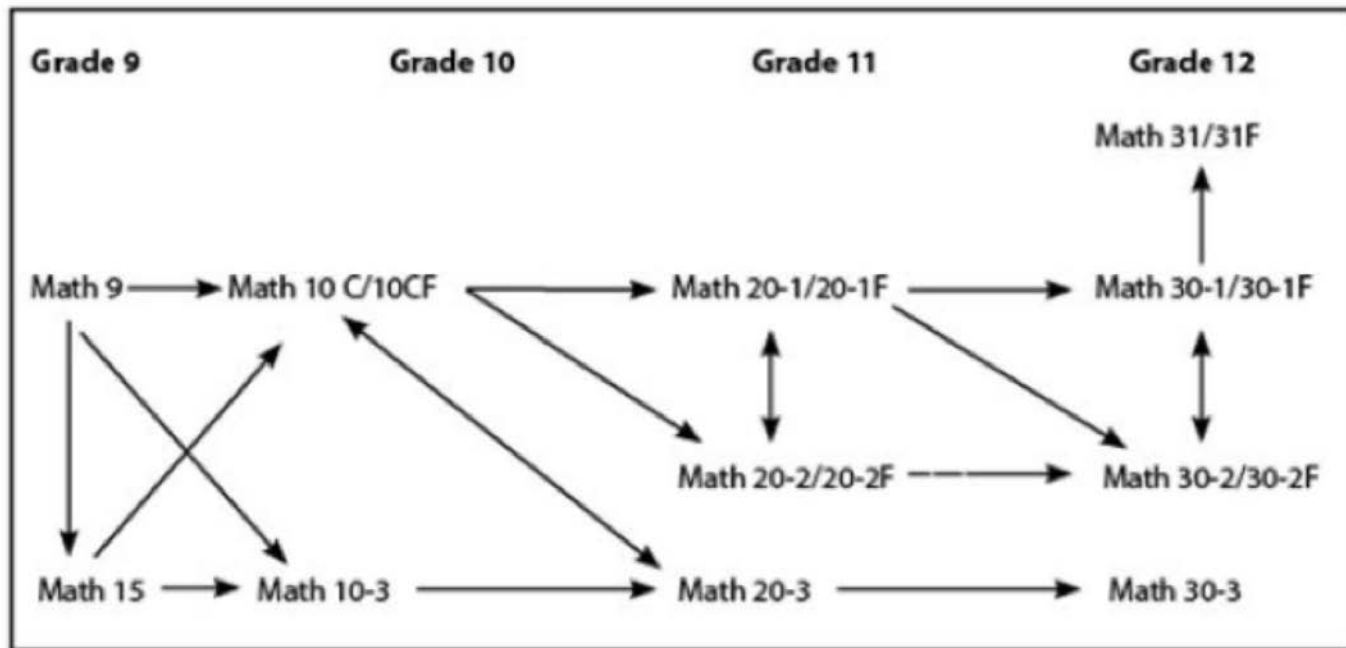 Grade 9 Grade 10 Grade 11 Grade 12
Math 31/31F
Math 9 Math 10 C/10CF Math 20-1/20-1F Math 30-1/30-1F
Math 20-2/20-2F Math 30-2/30-2F
Math 15 Math 10-3 Math 20-3 Math 30-3